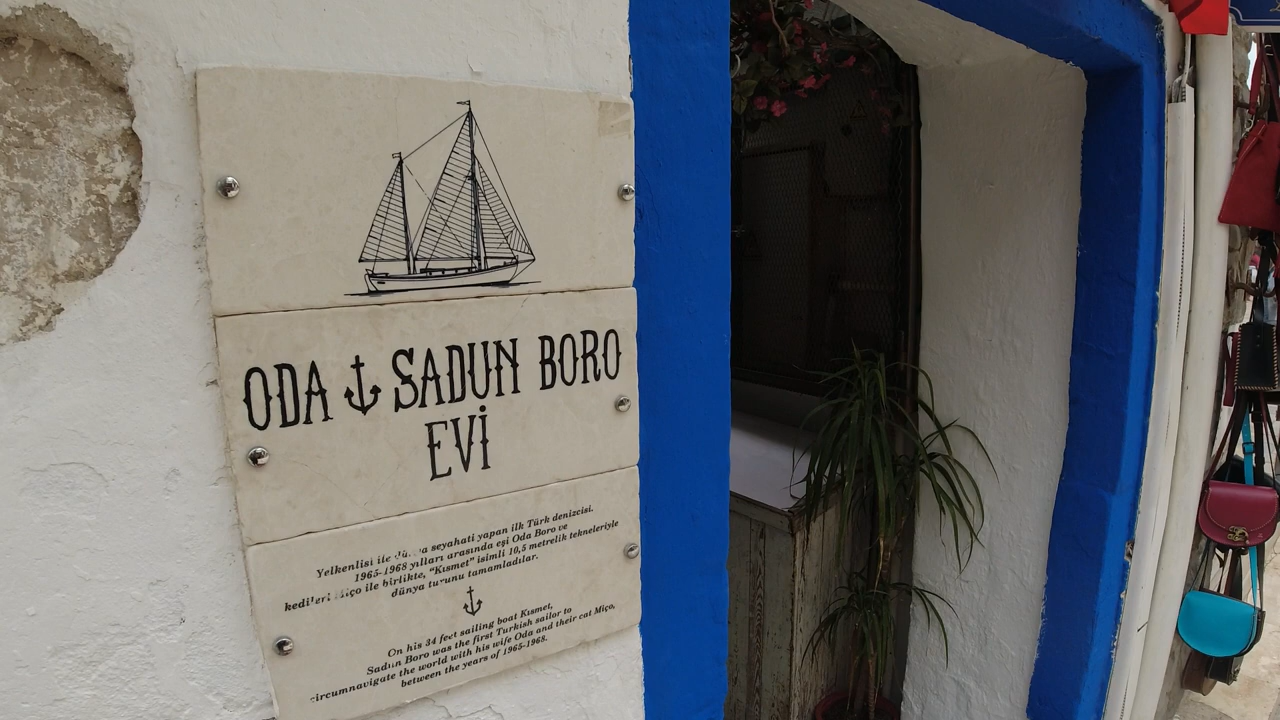 ODA SADUN BORO
EVİ
Yelkenlisi ile dünya seyahati yapan ilk Türk denizcisi.
1965-1968 yılları arasında eşi Oda Boro ve
kedileri Miço ile birlikte, "Kısmet" isimli 10,5 metrelik tekneleriyle
dünya turunu tamamladılar.
On his 34 feet sailing boat Kısmet,
Sadun Boro was the first Turkish sailor to
circumnavigate the world with his wife Oda and their cat Miço,
between the years of 1965-1968.